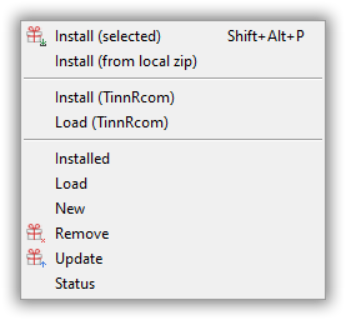 Install (selected) Shift+Alt+P
Install (from local zip)
Install (TinnRcom)
Load (TinnRcom)
Installed
Load
New
Remove
Update
Status